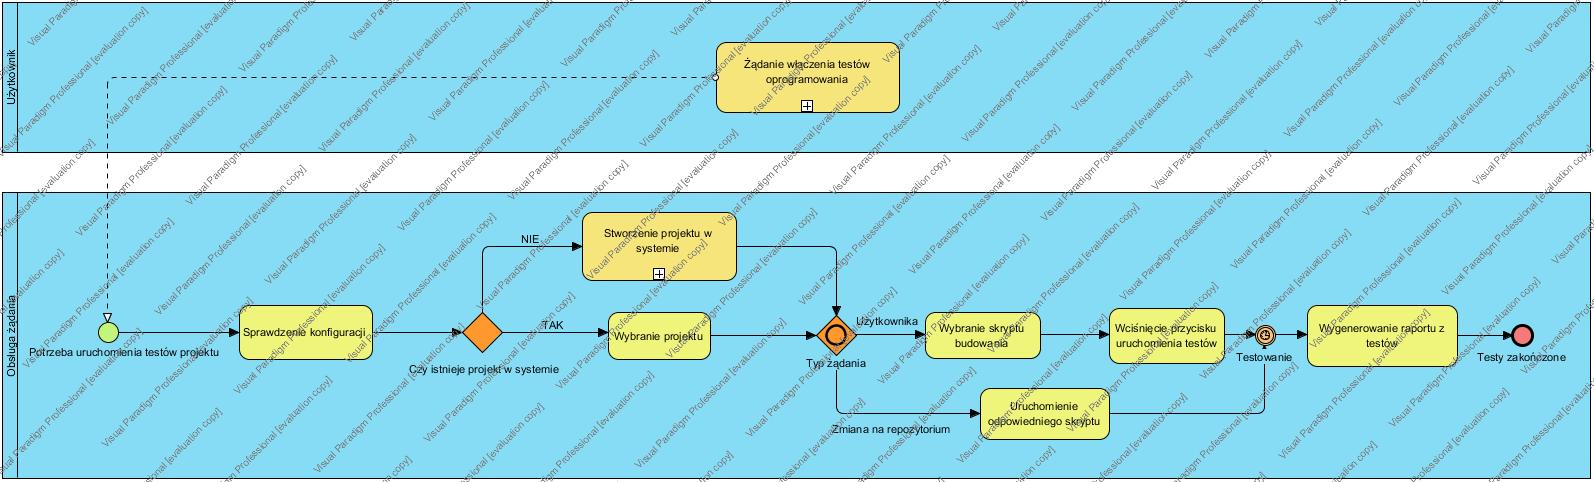 Użytkownik
Żądanie włączenia testów
oprogramowania
Obsługa żądania
Potrzeba uruchomienia testów projektu
Sprawdzenie konfiguracji
Czy istnieje projekt w systemie
NIE
Stworzenie projektu w
systemie
TAK
Wybranie projektu
Typ żądania
Użytkownika
Wybranie skryptu
budowania
Wciśnięcie przycisku
uruchomienia testów
Zmiana na repozytorium
Uruchomienie
odpowiedniego skryptu
Testowanie
Wygenerowanie raportu z
testów
Testy zakończone
Visual Paradigm Professional [evaluation copy]